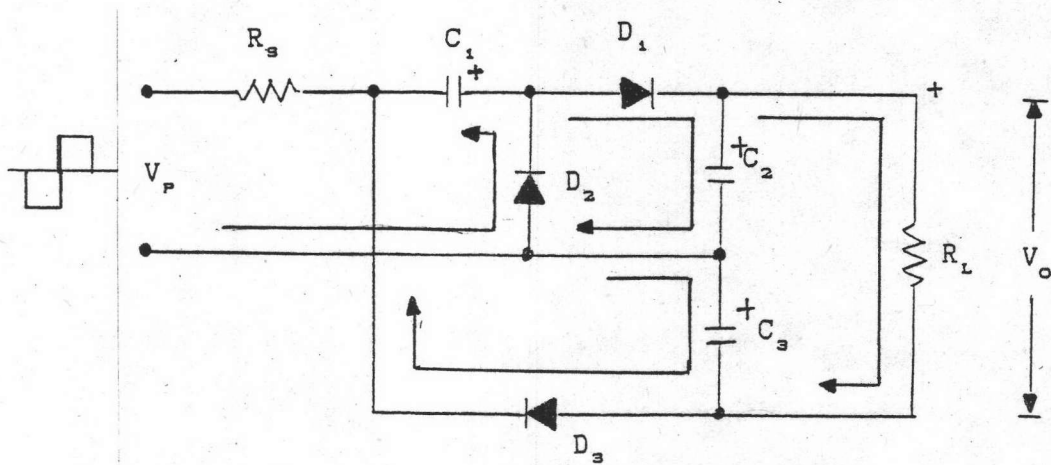 R_s C_1 + D_1
+
V_P
D_2
+ C_2
R_L
V_o
+ C_3
D_3